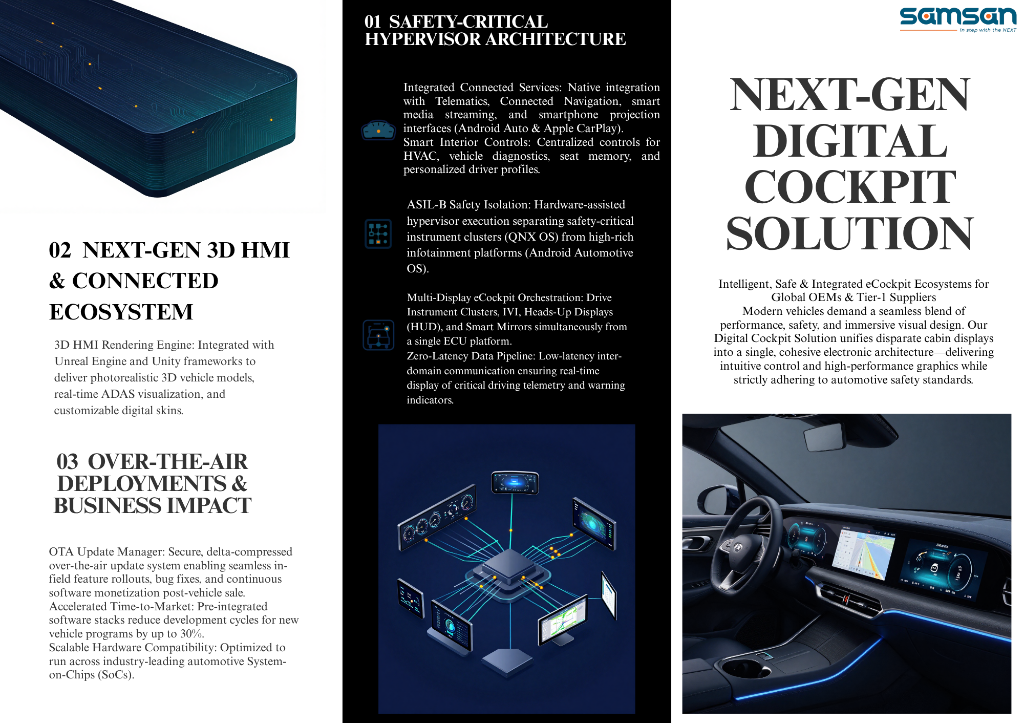 01 SAFETY-CRITICAL
HYPERVISOR ARCHITECTURE
Integrated Connected Services: Native integration
with Telematics, Connected Navigation, smart
media streaming, and smartphone projection
interfaces (Android Auto & Apple CarPlay).
Smart Interior Controls: Centralized controls for
HVAC, vehicle diagnostics, seat memory, and
personalized driver profiles.
ASIL-B Safety Isolation: Hardware-assisted
hypervisor execution separating safety-critical
instrument clusters (QNX OS) from high-rich
infotainment platforms (Android Automotive
OS).
Multi-Display eCockpit Orchestration: Drive
Instrument Clusters, IVI, Heads-Up Displays
(HUD), and Smart Mirrors simultaneously from
a single ECU platform.
Zero-Latency Data Pipeline: Low-latency inter-
domain communication ensuring real-time
display of critical driving telemetry and warning
indicators.
02 NEXT-GEN 3D HMI
& CONNECTED
ECOSYSTEM
3D HMI Rendering Engine: Integrated with
Unreal Engine and Unity frameworks to
deliver photorealistic 3D vehicle models,
real-time ADAS visualization, and
customizable digital skins.
03 OVER-THE-AIR
DEPLOYMENTS &
BUSINESS IMPACT
OTA Update Manager: Secure, delta-compressed
over-the-air update system enabling seamless in-
field feature rollouts, bug fixes, and continuous
software monetization post-vehicle sale.
Accelerated Time-to-Market: Pre-integrated
software stacks reduce development cycles for new
vehicle programs by up to 30%.
Scalable Hardware Compatibility: Optimized to
run across industry-leading automotive System-
on-Chips (SoCs).
samsan
in step with the NEXT
NEXT-GEN
DIGITAL
COCKPIT
SOLUTION
Intelligent, Safe & Integrated eCockpit Ecosystems for
Global OEMs & Tier-1 Suppliers
Modern vehicles demand a seamless blend of
performance, safety, and immersive visual design. Our
Digital Cockpit Solution unifies disparate cabin displays
into a single, cohesive electronic architecture—delivering
intuitive control and high-performance graphics while
strictly adhering to automotive safety standards.